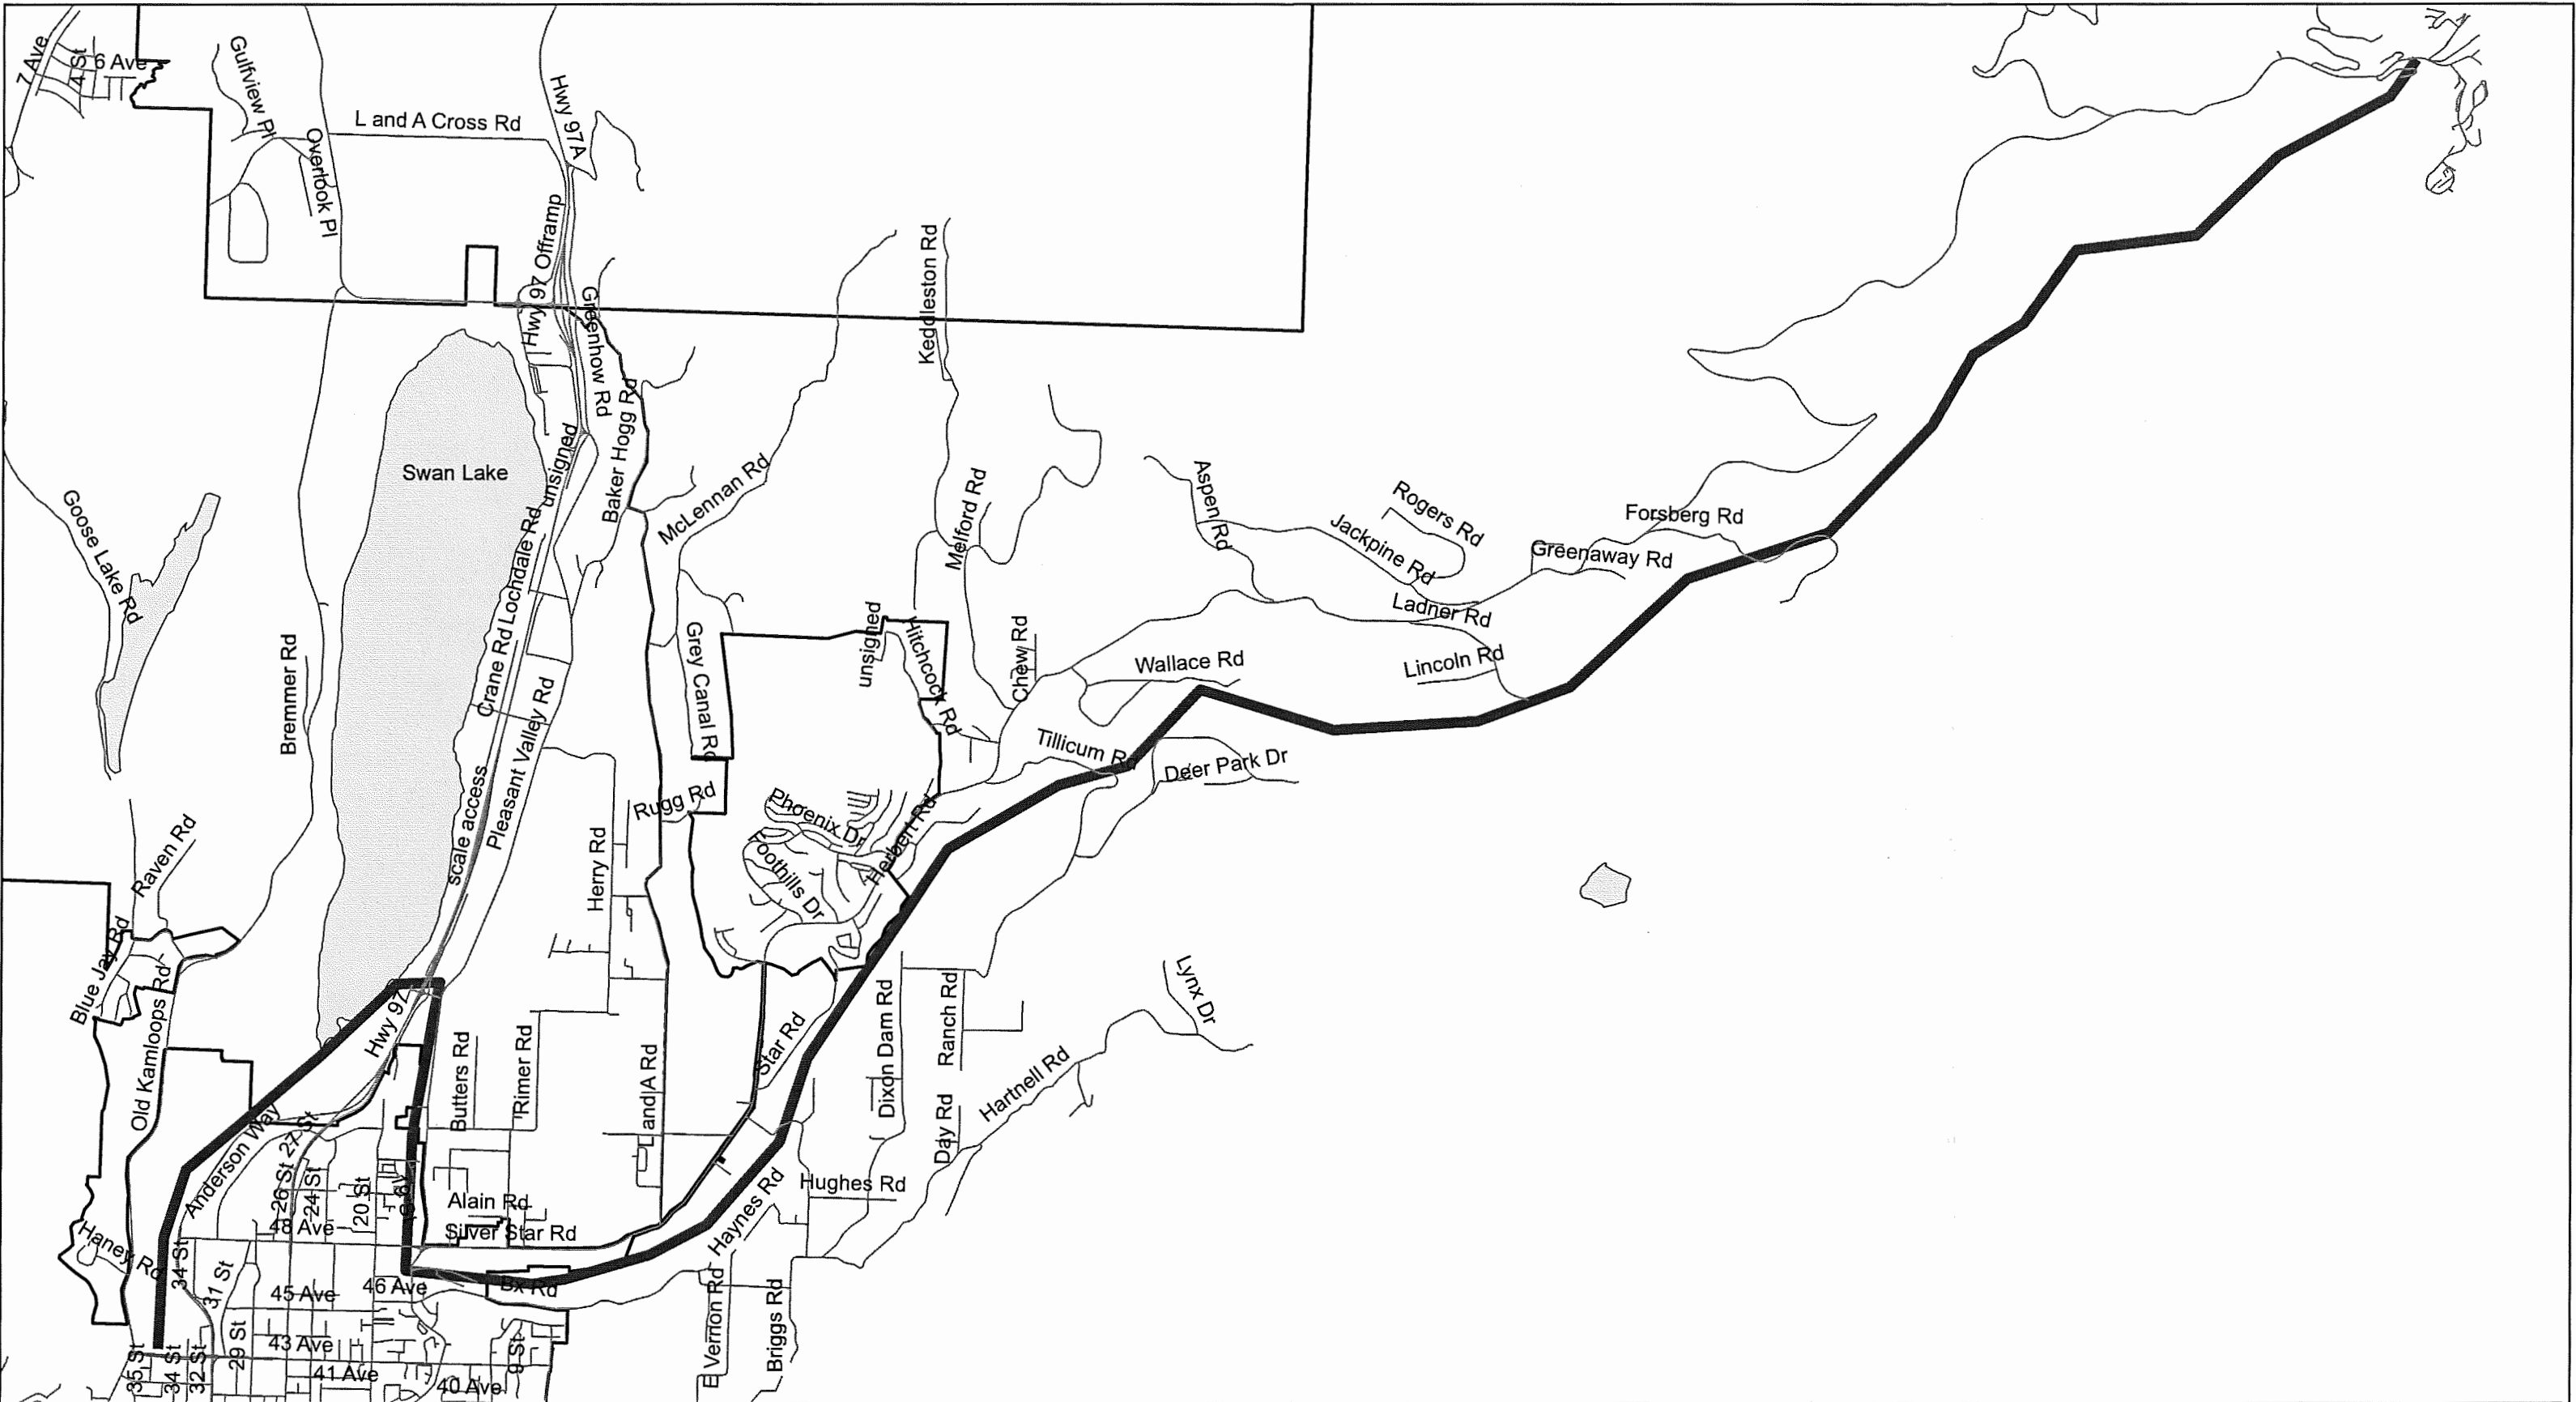 7 Ave
4 St
6 Ave
Gulfview Pl
L and A Cross Rd
Hwy 97A
Overlook Pl
Hwy 97 Offramp
Keddleston Rd
Greenhow Rd
Swan Lake
unsigned
Baker Hogg Rd
McLennan Rd
Melford Rd
Aspen Rd
Rogers Rd
Jackpine Rd
Forsberg Rd
Greenaway Rd
Goose Lake Rd
Lochdale Rd
Ladner Rd
Crane Rd
Grey Canal Rd
unsigned
Hitchcock Rd
Chew Rd
Wallace Rd
Lincoln Rd
Bremmer Rd
Pleasant Valley Rd
Tillicum Rd
Deer Park Dr
scale access
Rugg Rd
Phoenix Dr
Herbert Rd
Foothills Dr
Raven Rd
Herry Rd
Blue Jay Rd
Old Kamloops Rd
Hwy 97
Lynx Dr
Butters Rd
Rimer Rd
andA Rd
Star Rd
Dixon Dam Rd
Ranch Rd
Hartnell Rd
Day Rd
Anderson Way
27 St
26 St
24 St
20 St
Alain Rd
Hughes Rd
Haynes Rd
48 Ave
Silver Star Rd
Haney Rd
34 St
31 St
45 Ave
46 Ave
Bx Rd
E Vernon Rd
Briggs Rd
29 St
43 Ave
9 St
35 St
34 St
32 St
41 Ave
40 Ave